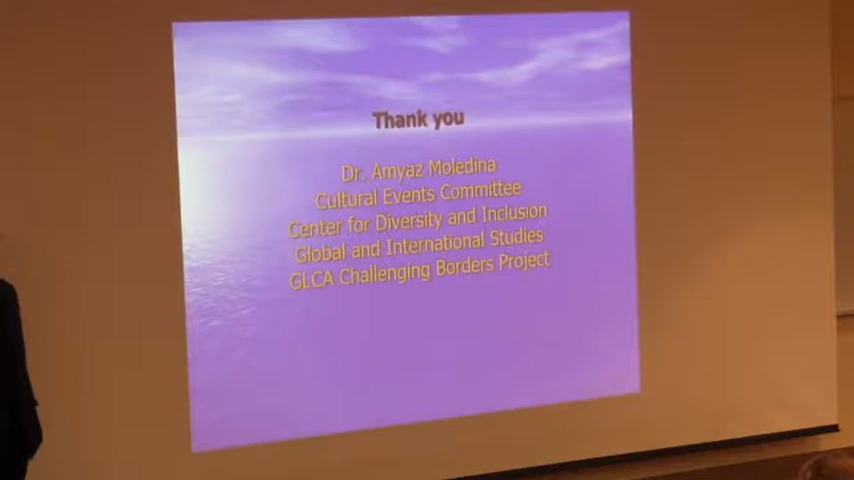 Thank you
Dr. Amyaz Moledina
Cultural Events Committee
Center for Diversity and Inclusion
Global and International Studies
GLCA Challenging Borders Project